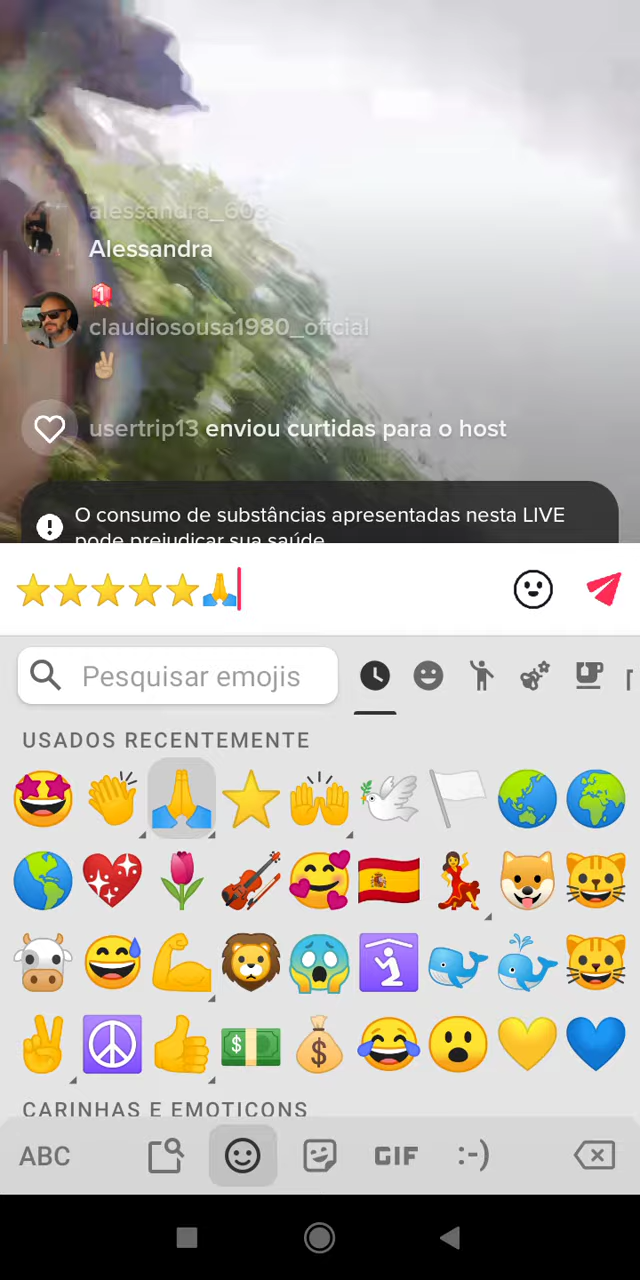 alessandra_603
Alessandra
1
claudiosousa1980_oficial
usertrip13 enviou curtidas para o host
O consumo de substâncias apresentadas nesta LIVE
pode prejudicar sua saúde
⭐⭐⭐⭐⭐🙏
Pesquisar emojis
USADOS RECENTEMENTE
CARINHAS E EMOTICONS
ABC
GIF
:-)